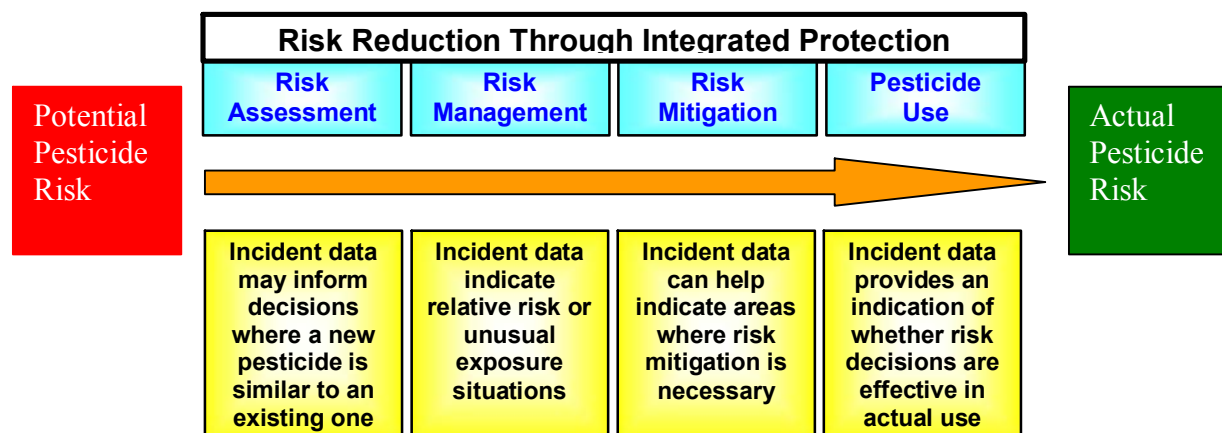 Risk Reduction Through Integrated Protection
Potential
Pesticide
Risk
Risk
Assessment
Risk
Management
Risk
Mitigation
Pesticide
Use
Actual
Pesticide
Risk
Incident data
may inform
decisions
where a new
pesticide is
similar to an
existing one
Incident data
indicate
relative risk or
unusual
exposure
situations
Incident data
can help
indicate areas
where risk
mitigation is
necessary
Incident data
provides an
indication of
whether risk
decisions are
effective in
actual use